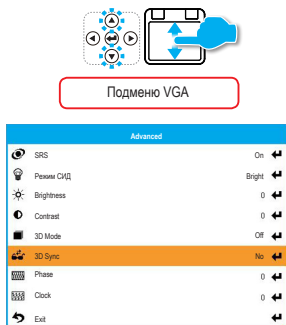 Подменю VGA
Advanced
SRS On
Режим СИД Bright
Brightness 0
Contrast 0
3D Mode Off
3D Sync No
Phase 0
Clock 0
Exit